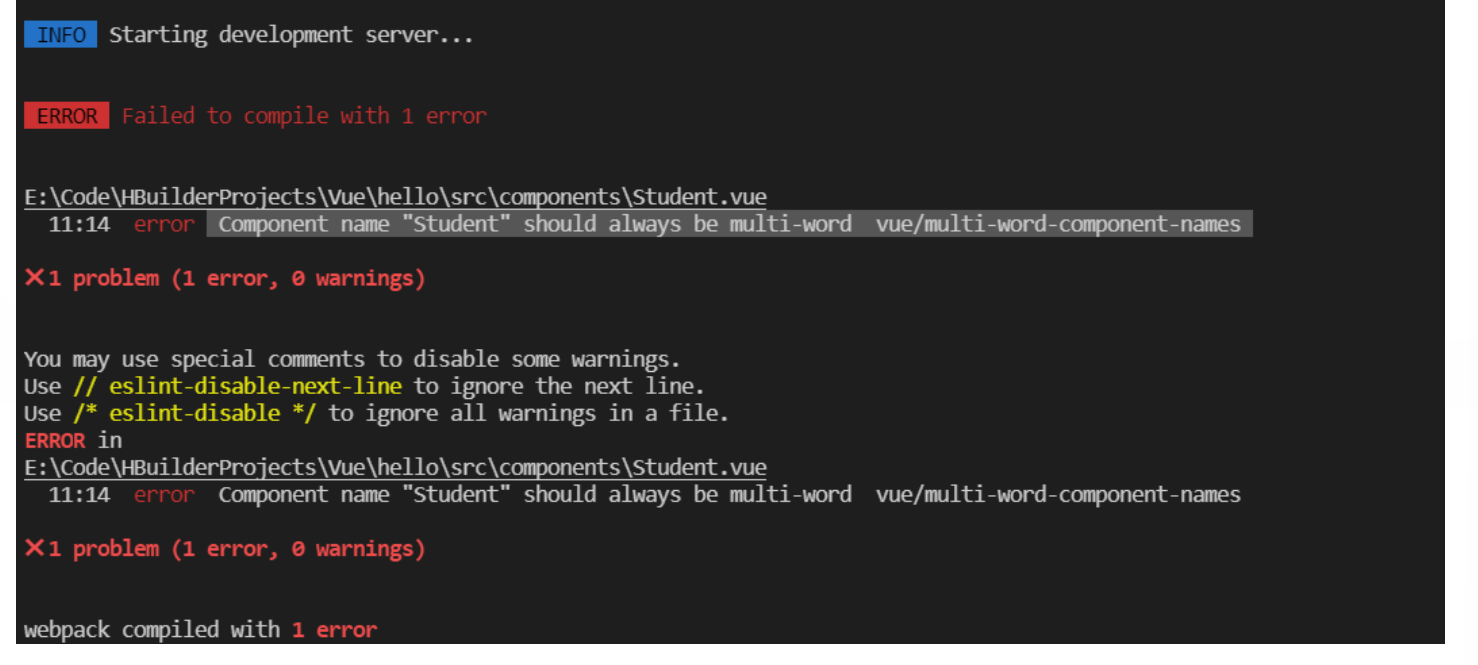 INFO Starting development server...
ERROR Failed to compile with 1 error
E:\Code\HBuilderProjects\Vue\hello\src\components\Student.vue
11:14 error Component name "Student" should always be multi-word vue/multi-word-component-names
✕1 problem (1 error, 0 warnings)
You may use special comments to disable some warnings.
Use // eslint-disable-next-line to ignore the next line.
Use /* eslint-disable */ to ignore all warnings in a file.
ERROR in
E:\Code\HBuilderProjects\Vue\hello\src\components\Student.vue
11:14 error Component name "Student" should always be multi-word vue/multi-word-component-names
✕1 problem (1 error, 0 warnings)
webpack compiled with 1 error